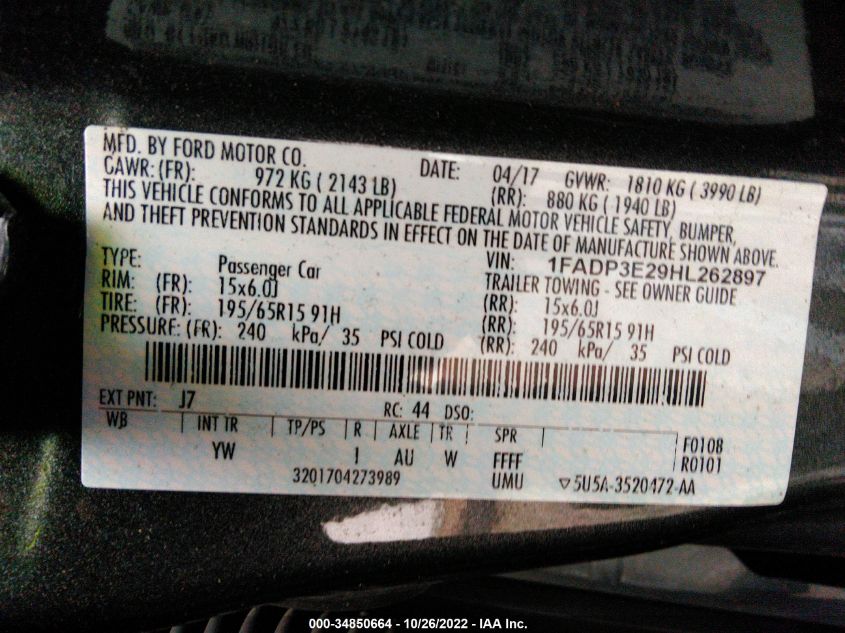 MFD. BY FORD MOTOR CO.
DATE: 04/17 GVWR: 1810 KG ( 3990 LB)
GAWR: (FR): 972 KG ( 2143 LB) (RR): 880 KG ( 1940 LB)
THIS VEHICLE CONFORMS TO ALL APPLICABLE FEDERAL MOTOR VEHICLE SAFETY, BUMPER,
AND THEFT PREVENTION STANDARDS IN EFFECT ON THE DATE OF MANUFACTURE SHOWN ABOVE.
VIN: 1FADP3E29HL262897
TYPE: Passenger Car TRAILER TOWING - SEE OWNER GUIDE
RIM: (FR): 15x6.0J (RR): 15x6.0J
TIRE: (FR): 195/65R15 91H (RR): 195/65R15 91H
PRESSURE: (FR): 240 kPa/ 35 PSI COLD (RR): 240 kPa/ 35 PSI COLD
EXT PNT: J7 RC: 44 DSO:
WB INT TR TP/PS R AXLE TR SPR F0108
YW I AU W FFFF R0101
3201704273989 UMU ▽5U5A-3520472-AA
000-34850664 - 10/26/2022 - IAA Inc.